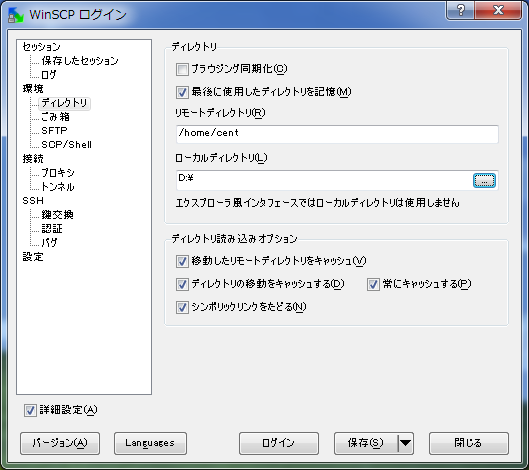 WinSCP ログイン
セッション
保存したセッション
ログ
環境
ディレクトリ
ごみ箱
SFTP
SCP/Shell
接続
プロキシ
トンネル
SSH
鍵交換
認証
バグ
設定
詳細設定(A)
ディレクトリ
ブラウジング同期化(C)
最後に使用したディレクトリを記憶(M)
リモートディレクトリ(R)
/home/cent
ローカルディレクトリ(L)
D:¥
...
エクスプローラ風インタフェースではローカルディレクトリは使用しません
ディレクトリ読み込みオプション
移動したリモートディレクトリをキャッシュ(V)
ディレクトリの移動をキャッシュする(D) 常にキャッシュする(P)
シンボリックリンクをたどる(N)
バージョン(A) Languages ログイン 保存(S) 閉じる